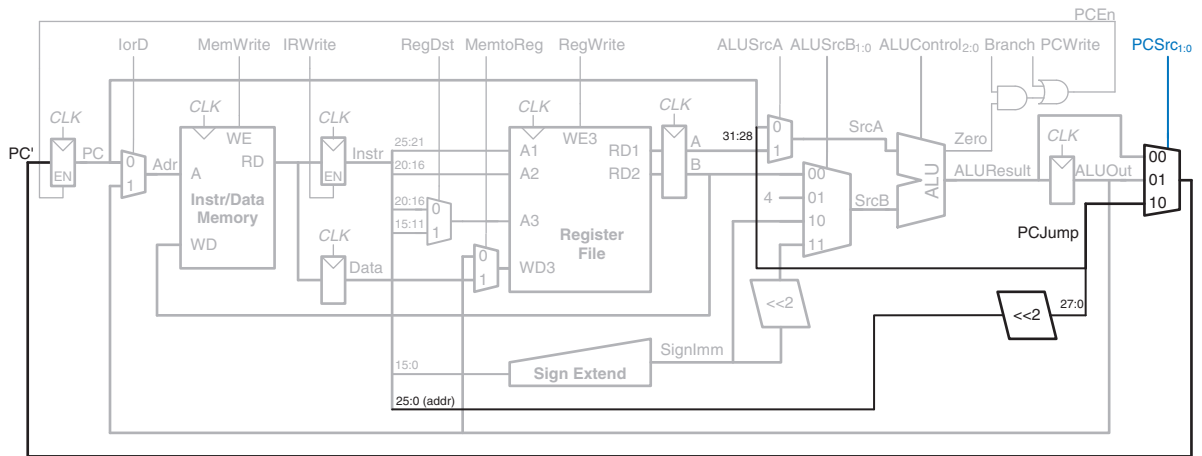 PCEn
IorD MemWrite IRWrite RegDst MemtoReg RegWrite ALUSrcA ALUSrcB1:0 ALUControl2:0 Branch PCWrite PCSrc1:0
CLK
CLK
CLK
CLK
CLK
CLK
CLK
PC'
PC
EN
0
1
Adr
WE
A
RD
Instr/Data
Memory
WD
Instr
EN
Data
25:21
20:16
20:16
15:11
0
1
0
1
WE3
A1
A2
A3
WD3
RD1
RD2
Register
File
A
B
31:28
0
1
SrcA
4
00
01
10
11
SrcB
ALU
Zero
ALUResult
ALUOut
00
01
10
PCJump
<<2
<<2
27:0
SignImm
15:0
Sign Extend
25:0 (addr)